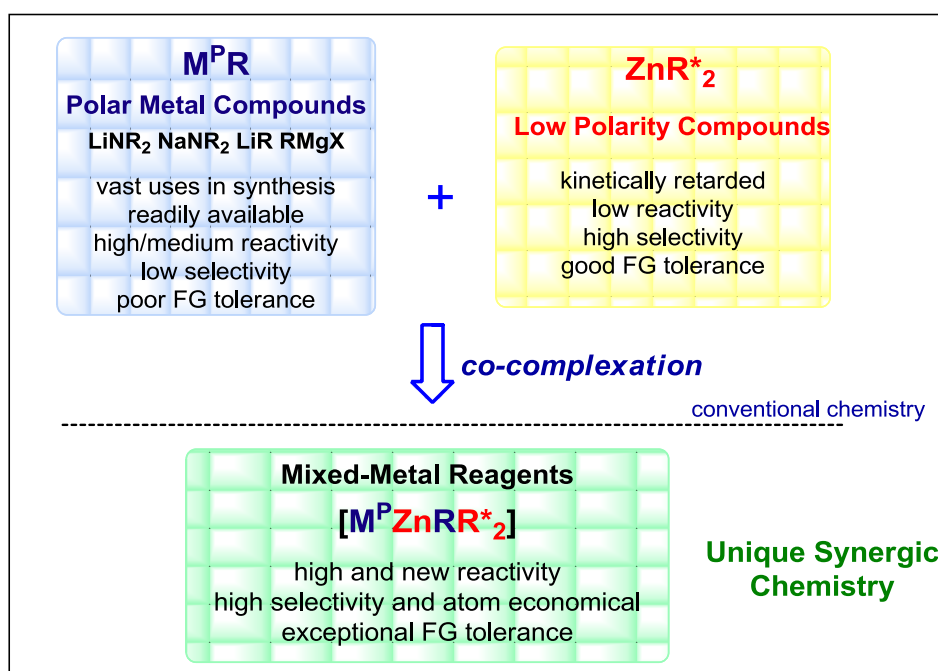 MᴾR
Polar Metal Compounds
LiNR₂ NaNR₂ LiR RMgX
vast uses in synthesis
readily available
high/medium reactivity
low selectivity
poor FG tolerance
+
ZnR*₂
Low Polarity Compounds
kinetically retarded
low reactivity
high selectivity
good FG tolerance
co-complexation
conventional chemistry
Mixed-Metal Reagents
[MᴾZnRR*₂]
high and new reactivity
high selectivity and atom economical
exceptional FG tolerance
Unique Synergic
Chemistry